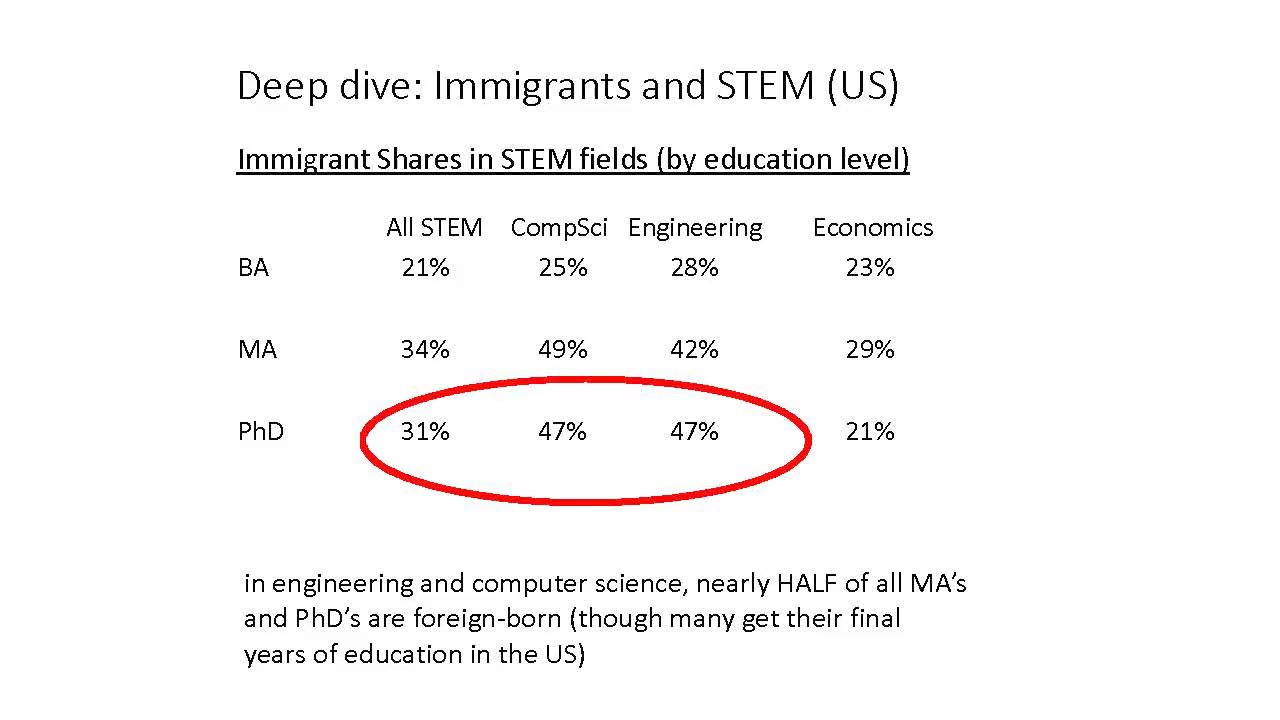 Deep dive: Immigrants and STEM (US)
Immigrant Shares in STEM fields (by education level)
All STEM CompSci Engineering Economics
BA 21% 25% 28% 23%
MA 34% 49% 42% 29%
PhD 31% 47% 47% 21%
in engineering and computer science, nearly HALF of all MA’s
and PhD’s are foreign-born (though many get their final
years of education in the US)